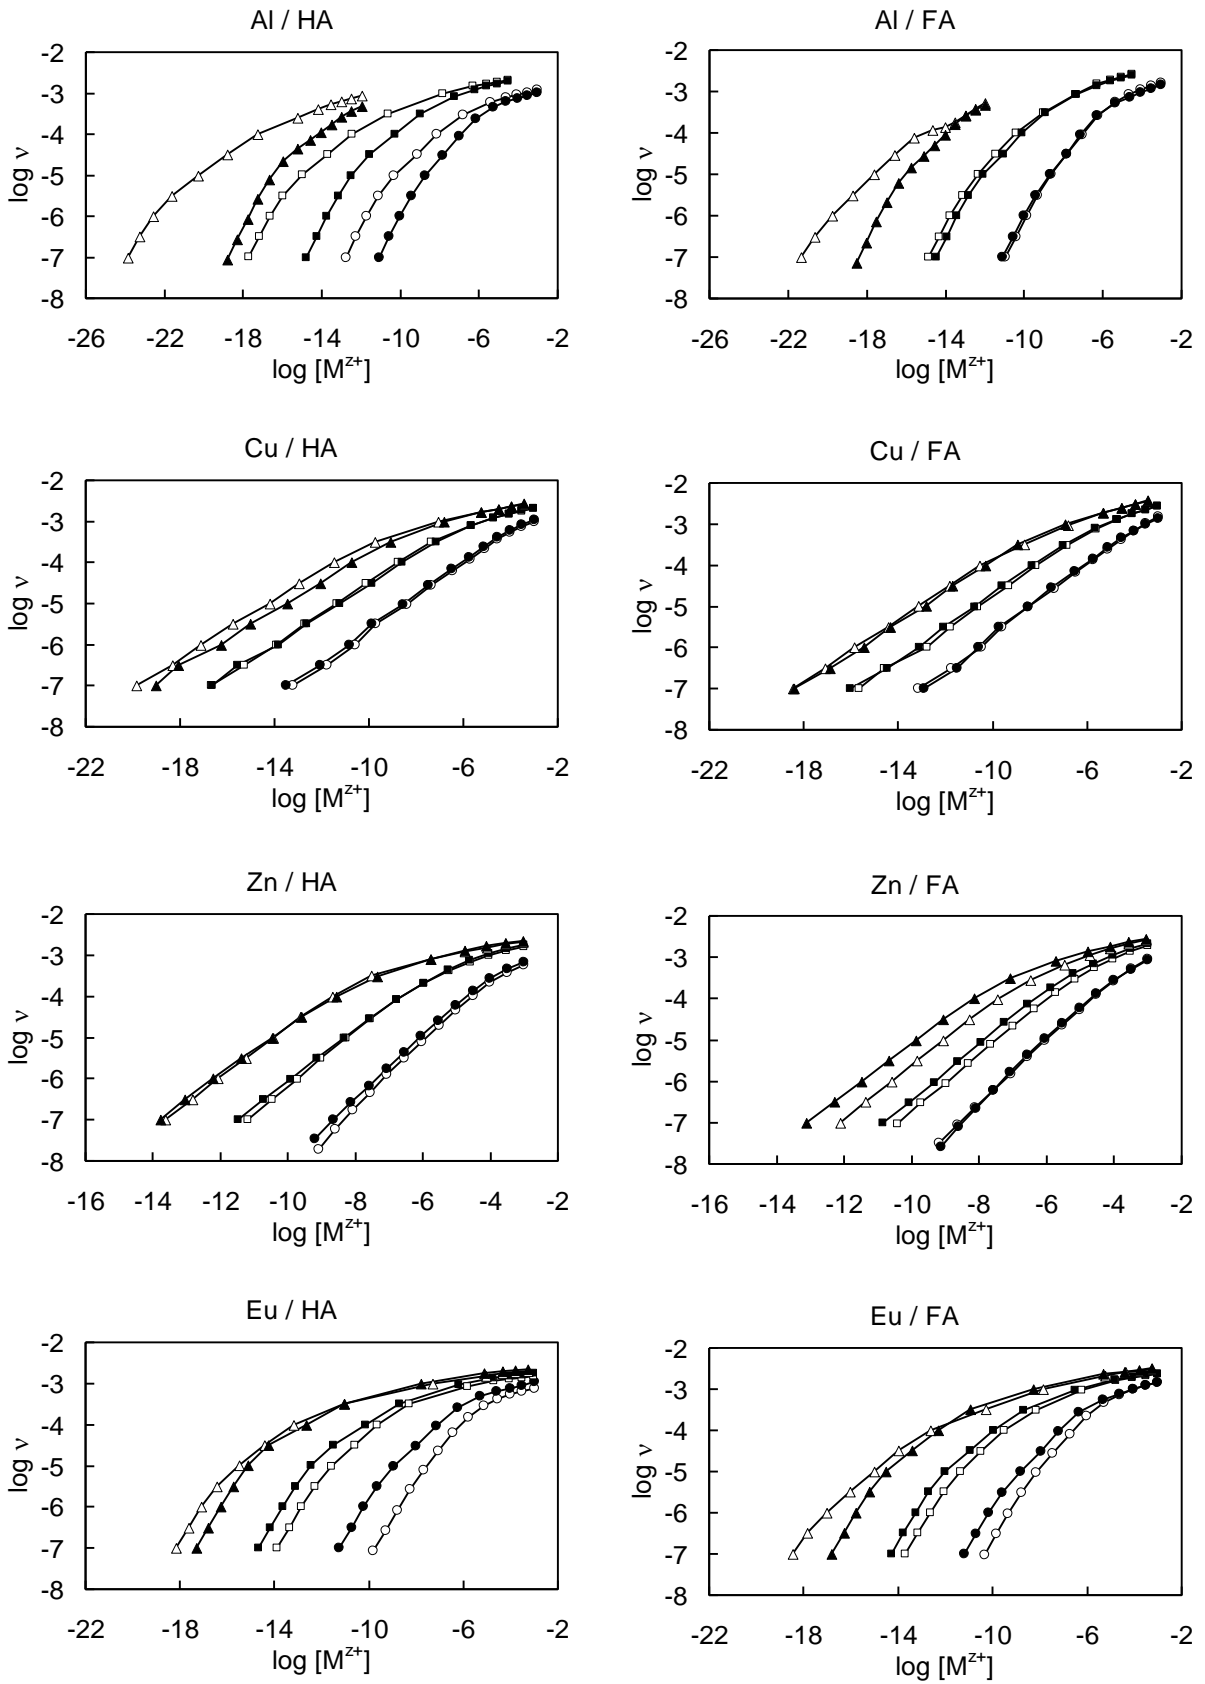 Al / HA
-2
-3
-4
-5
-6
-7
-8
log ν
-26 -22 -18 -14 -10 -6 -2
log [M^z+]
Al / FA
-2
-3
-4
-5
-6
-7
-8
log ν
-26 -22 -18 -14 -10 -6 -2
log [M^z+]
Cu / HA
-2
-3
-4
-5
-6
-7
-8
log ν
-22 -18 -14 -10 -6 -2
log [M^z+]
Cu / FA
-2
-3
-4
-5
-6
-7
-8
log ν
-22 -18 -14 -10 -6 -2
log [M^z+]
Zn / HA
-2
-3
-4
-5
-6
-7
-8
log ν
-16 -14 -12 -10 -8 -6 -4 -2
log [M^z+]
Zn / FA
-2
-3
-4
-5
-6
-7
-8
log ν
-16 -14 -12 -10 -8 -6 -4 -2
log [M^z+]
Eu / HA
-2
-3
-4
-5
-6
-7
-8
log ν
-22 -18 -14 -10 -6 -2
log [M^z+]
Eu / FA
-2
-3
-4
-5
-6
-7
-8
log ν
-22 -18 -14 -10 -6 -2
log [M^z+]